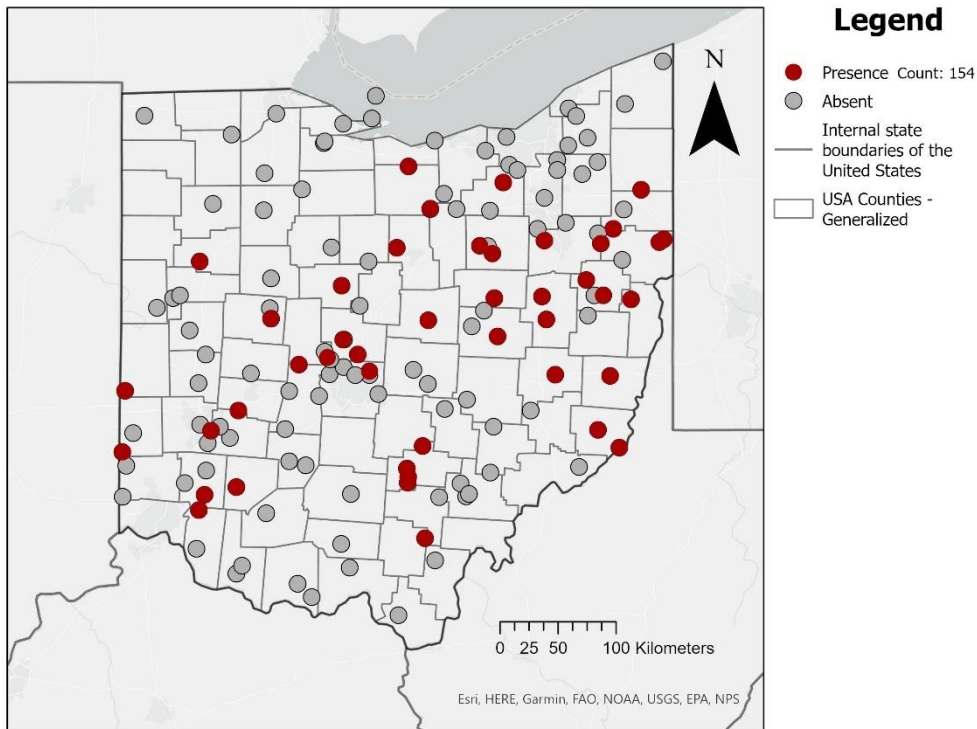 Legend
N
Presence Count: 154
Absent
Internal state
boundaries of the
United States
USA Counties -
Generalized
0 25 50 100 Kilometers
Esri, HERE, Garmin, FAO, NOAA, USGS, EPA, NPS